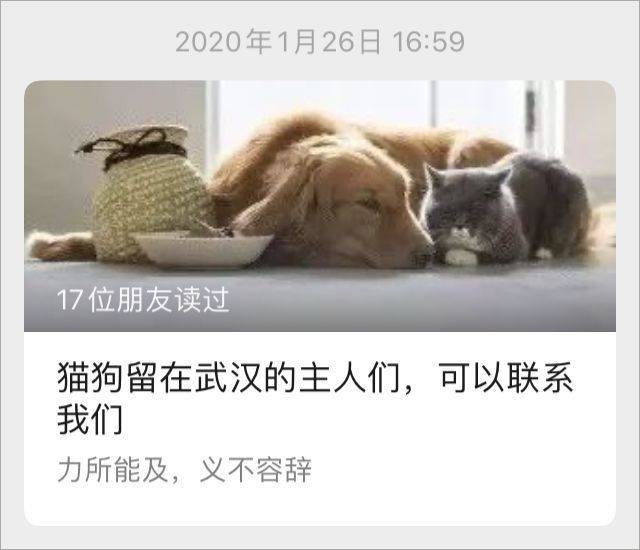 2020年1月26日 16:59
17位朋友读过
猫狗留在武汉的主人们，可以联系
我们
力所能及，义不容辞